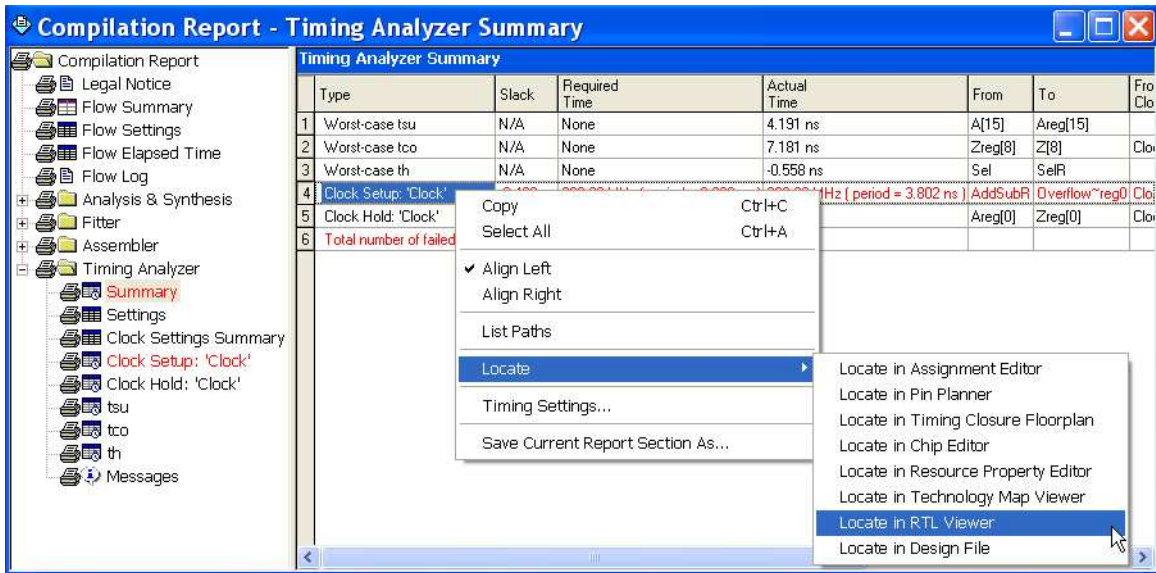 Compilation Report - Timing Analyzer Summary
Compilation Report
Legal Notice
Flow Summary
Flow Settings
Flow Elapsed Time
Flow Log
Analysis & Synthesis
Fitter
Assembler
Timing Analyzer
Summary
Settings
Clock Settings Summary
Clock Setup: 'Clock'
Clock Hold: 'Clock'
tsu
tco
th
Messages
Timing Analyzer Summary
Type Slack Required Time Actual Time From To Fro Clo
1 Worst-case tsu N/A None 4.191 ns A[15] Areg[15]
2 Worst-case tco N/A None 7.181 ns Zreg[8] Z[8] Clo
3 Worst-case th N/A None -0.558 ns Sel SelR
4 Clock Setup: 'Clock' Hz ( period = 3.802 ns ) AddSubR Overflow~reg0 Clo
5 Clock Hold: 'Clock' Areg[0] Zreg[0] Clo
6 Total number of failed
Copy Ctrl+C
Select All Ctrl+A
Align Left
Align Right
List Paths
Locate
Timing Settings...
Save Current Report Section As...
Locate in Assignment Editor
Locate in Pin Planner
Locate in Timing Closure Floorplan
Locate in Chip Editor
Locate in Resource Property Editor
Locate in Technology Map Viewer
Locate in RTL Viewer
Locate in Design File